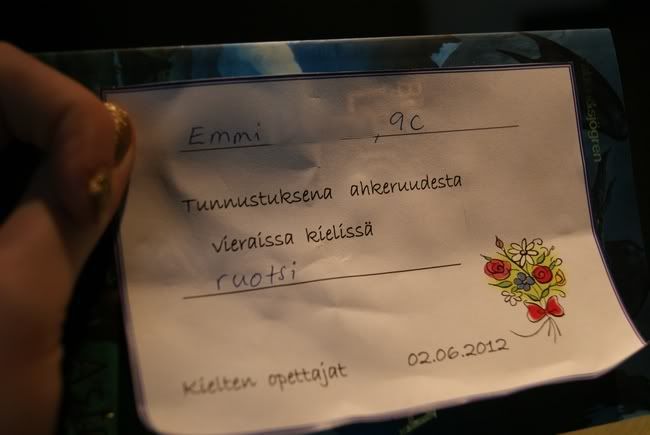 Emmi , 9C
Tunnustuksena ahkeruudesta
vieraissa kielissä
ruotsi
Kielten opettajat 02.06.2012